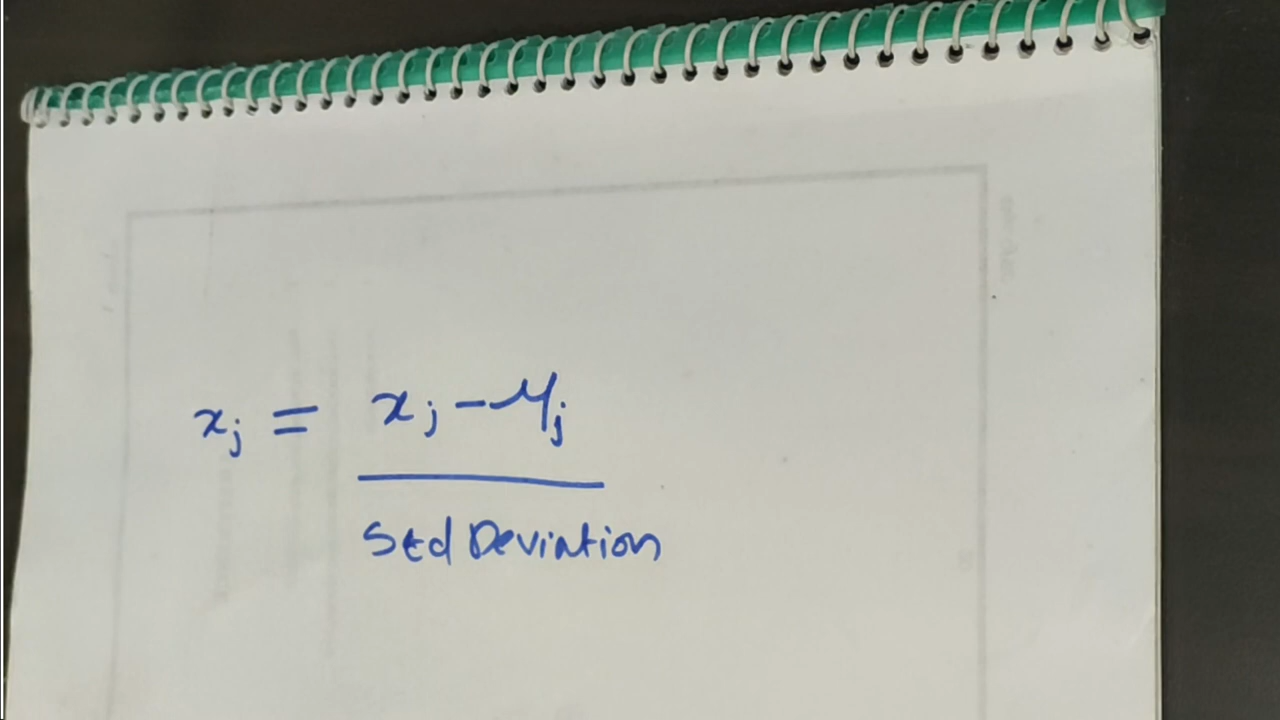 xⱼ = xⱼ - μⱼ
Std Deviation